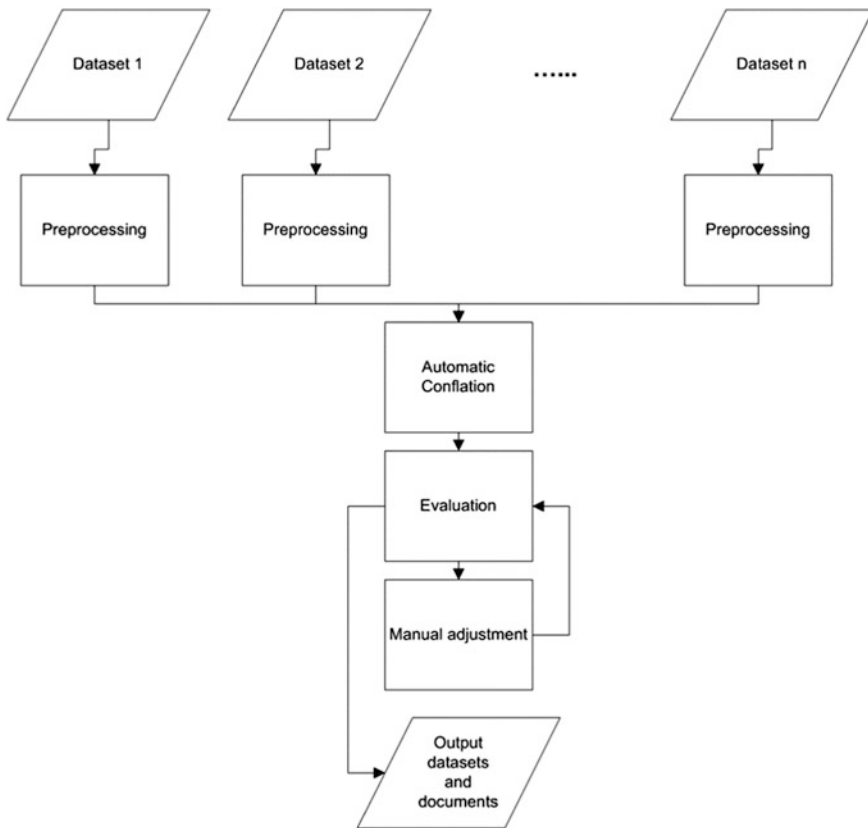 Dataset 1
Dataset 2
.......
Dataset n
Preprocessing
Preprocessing
Preprocessing
Automatic
Conflation
Evaluation
Manual adjustment
Output
datasets
and
documents